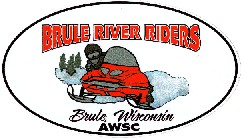 BRULE RIVER RIDERS
Brule, Wisconsin
AWSC